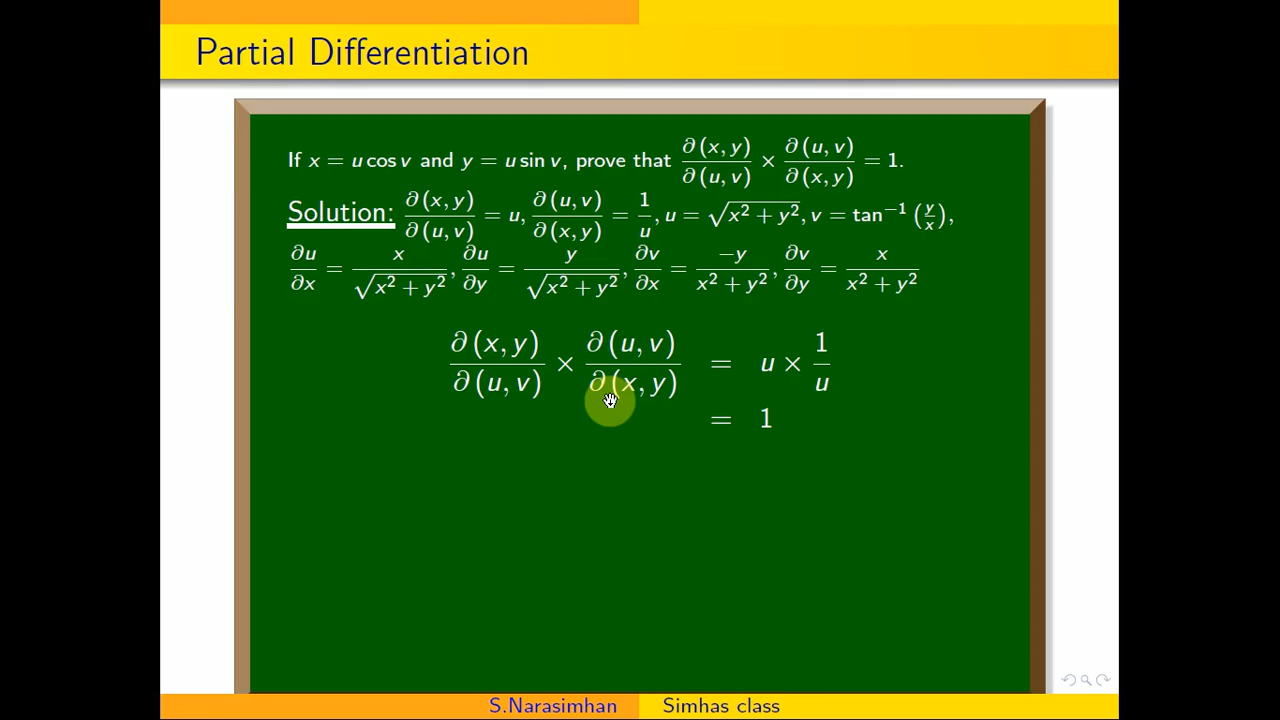 Partial Differentiation
If x = u cos v and y = u sin v, prove that ∂(x, y)/∂(u, v) × ∂(u, v)/∂(x, y) = 1.
Solution: ∂(x, y)/∂(u, v) = u, ∂(u, v)/∂(x, y) = 1/u, u = √(x² + y²), v = tan⁻¹(y/x),
∂u/∂x = x/√(x² + y²), ∂u/∂y = y/√(x² + y²), ∂v/∂x = −y/(x² + y²), ∂v/∂y = x/(x² + y²)
∂(x, y)/∂(u, v) × ∂(u, v)/∂(x, y) = u × 1/u
= 1
S.Narasimhan Simhas class